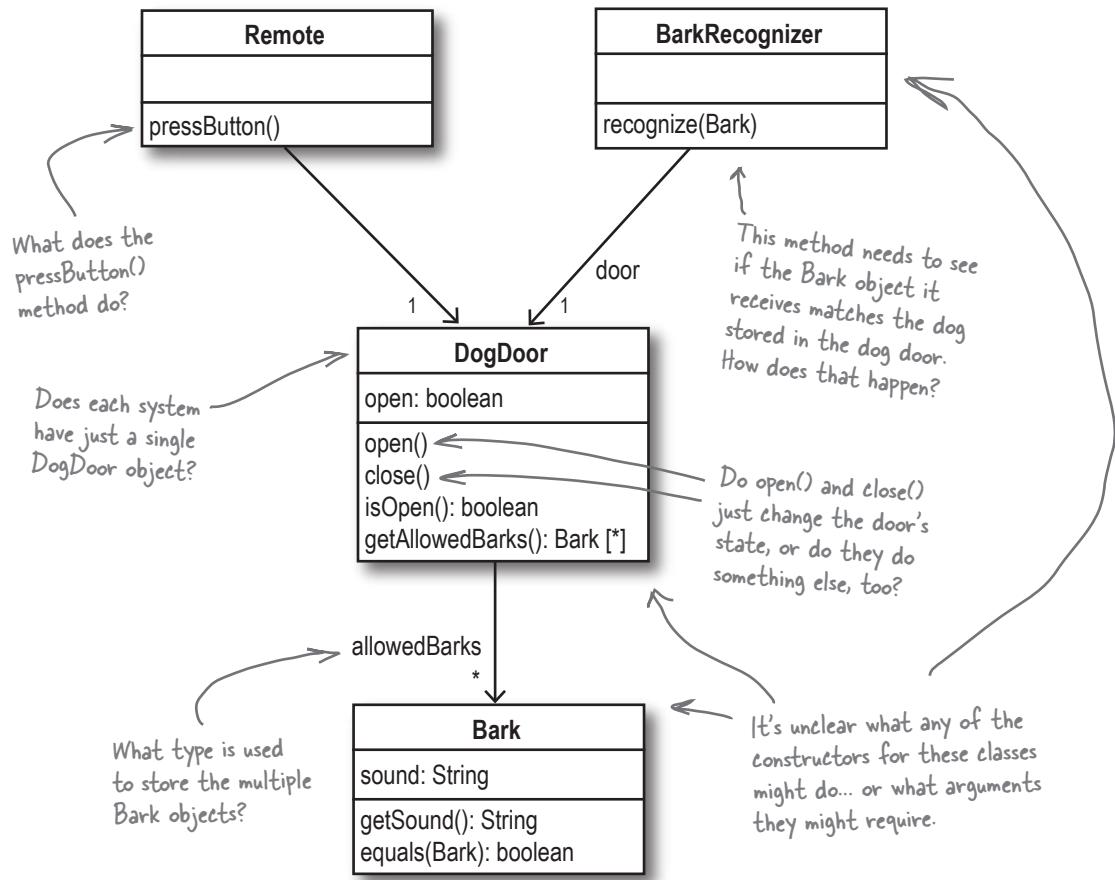 Remote
pressButton()
BarkRecognizer
recognize(Bark)
What does the
pressButton()
method do?
door
1
1
This method needs to see
if the Bark object it
receives matches the dog
stored in the dog door.
How does that happen?
Does each system
have just a single
DogDoor object?
DogDoor
open: boolean
open()
close()
isOpen(): boolean
getAllowedBarks(): Bark [*]
Do open() and close()
just change the door's
state, or do they do
something else, too?
allowedBarks
*
What type is used
to store the multiple
Bark objects?
Bark
sound: String
getSound(): String
equals(Bark): boolean
It's unclear what any of the
constructors for these classes
might do... or what arguments
they might require.